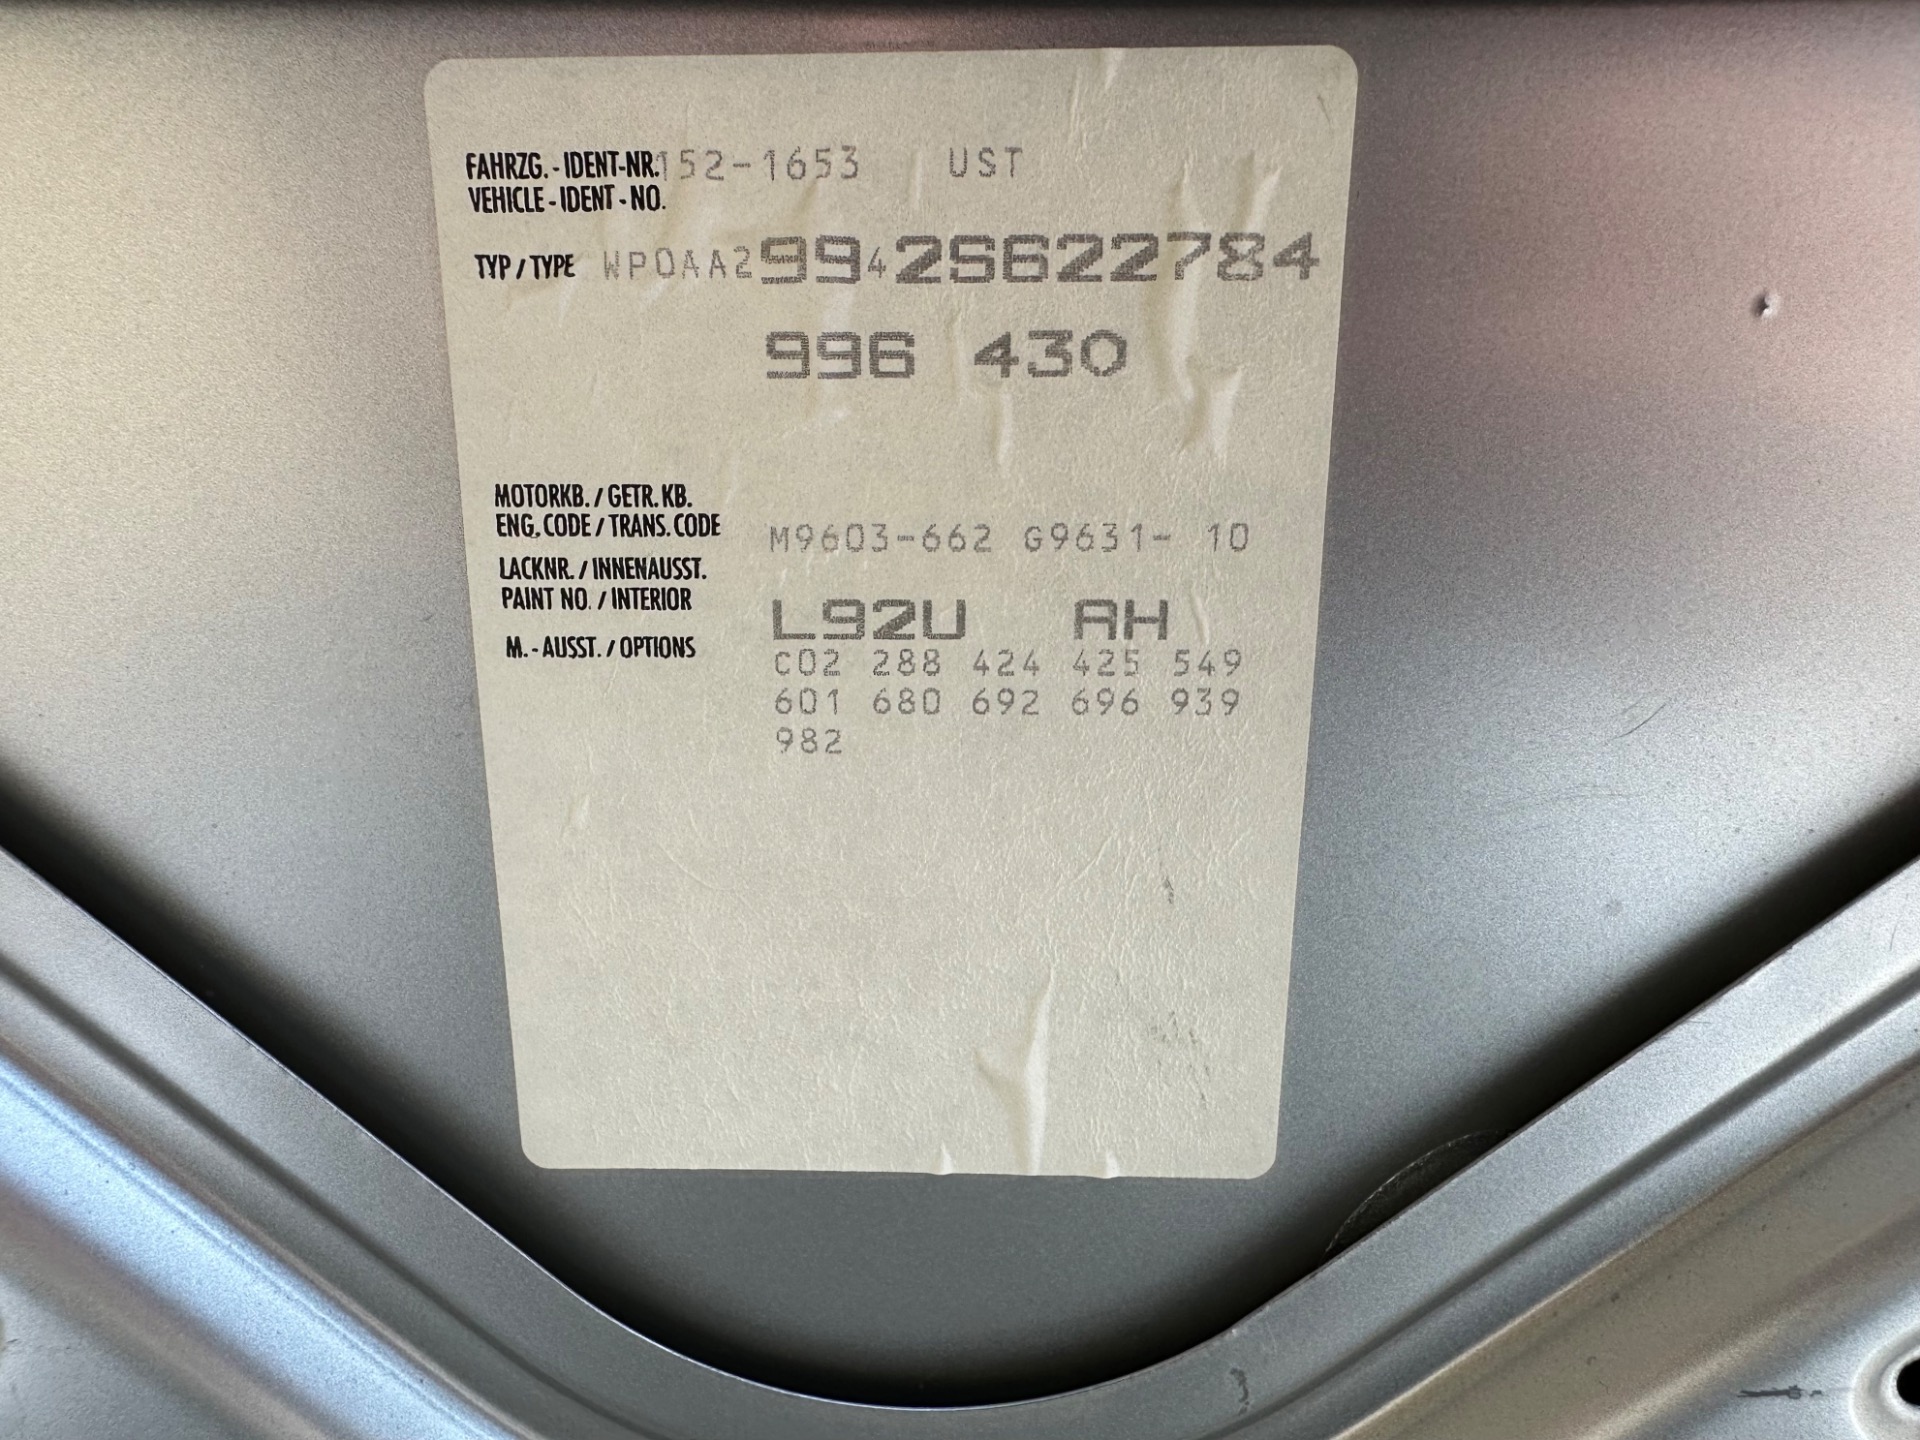 FAHRZG.-IDENT-NR. 152-1653 UST
VEHICLE-IDENT-NO.
TYP/TYPE WP0AA29942S622784
996 430
MOTORKB./GETR.KB.
ENG.CODE/TRANS.CODE M9603-662 G9631- 10
LACKNR./INNENAUSST.
PAINT NO./INTERIOR L92U AH
M.-AUSST./OPTIONS C02 288 424 425 549
601 680 692 696 939
982